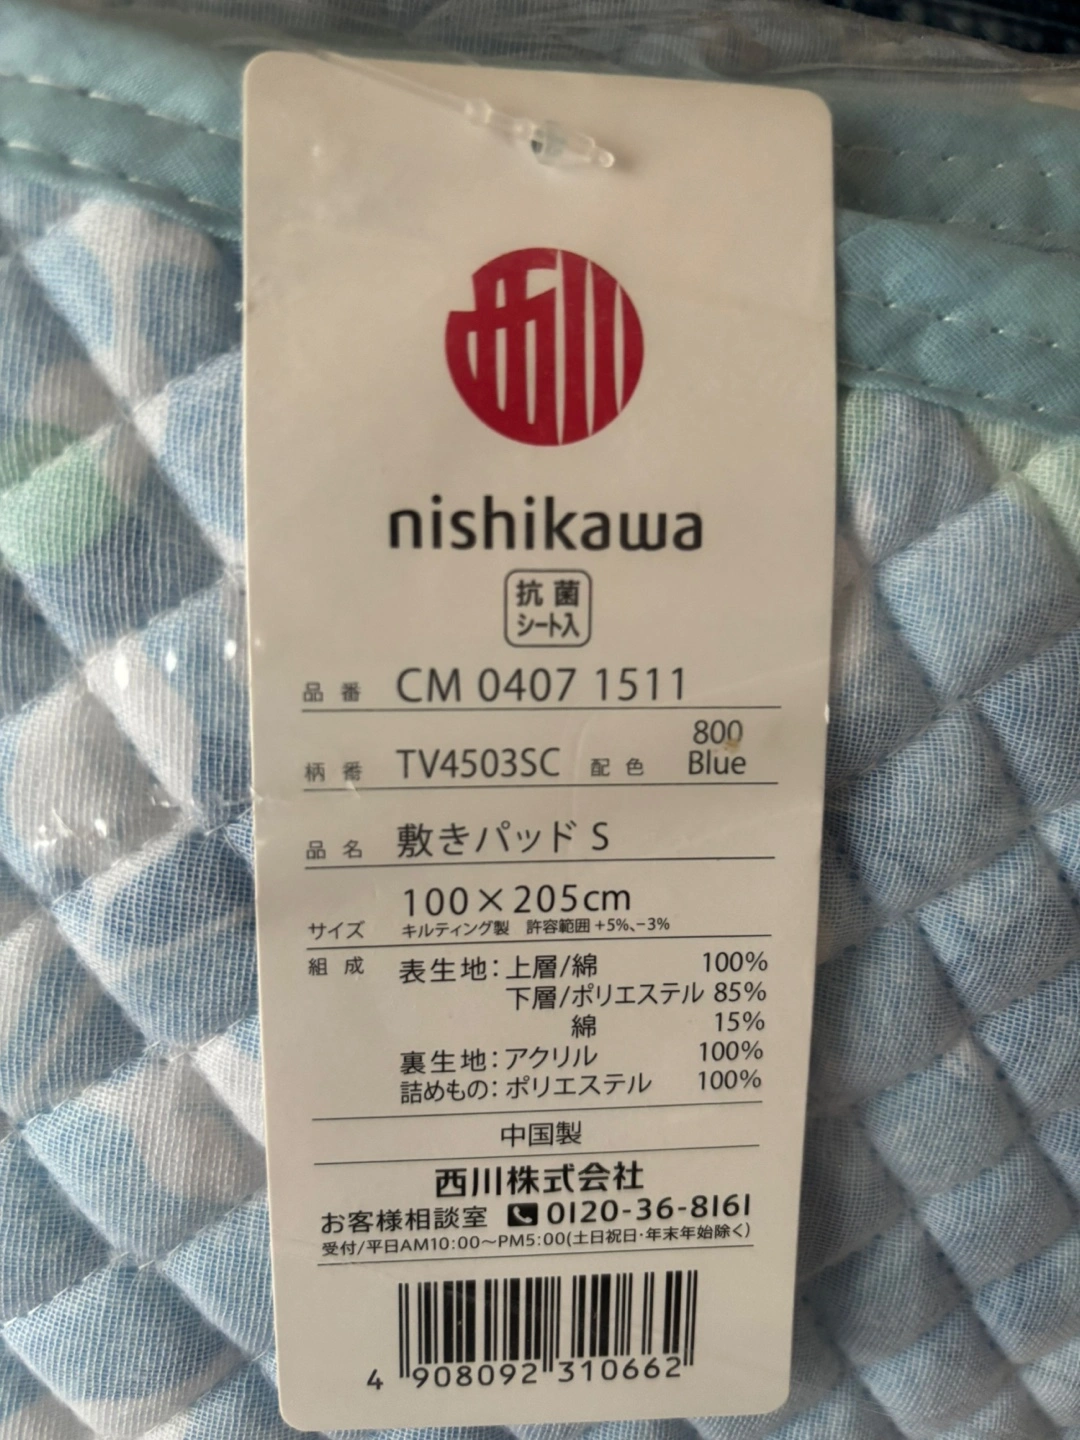 西川
nishikawa
抗菌
シート入
品番 CM 0407 1511
柄番 TV4503SC 配色 800 Blue
品名 敷きパッド S
サイズ 100×205cm
キルティング製 許容範囲 +5%、-3%
組成 表生地:上層/綿 100%
下層/ポリエステル 85%
綿 15%
裏生地:アクリル 100%
詰めもの:ポリエステル 100%
中国製
西川株式会社
お客様相談室 0120-36-8161
受付/平日AM10:00～PM5:00(土日祝日・年末年始除く)
4 908092 310662